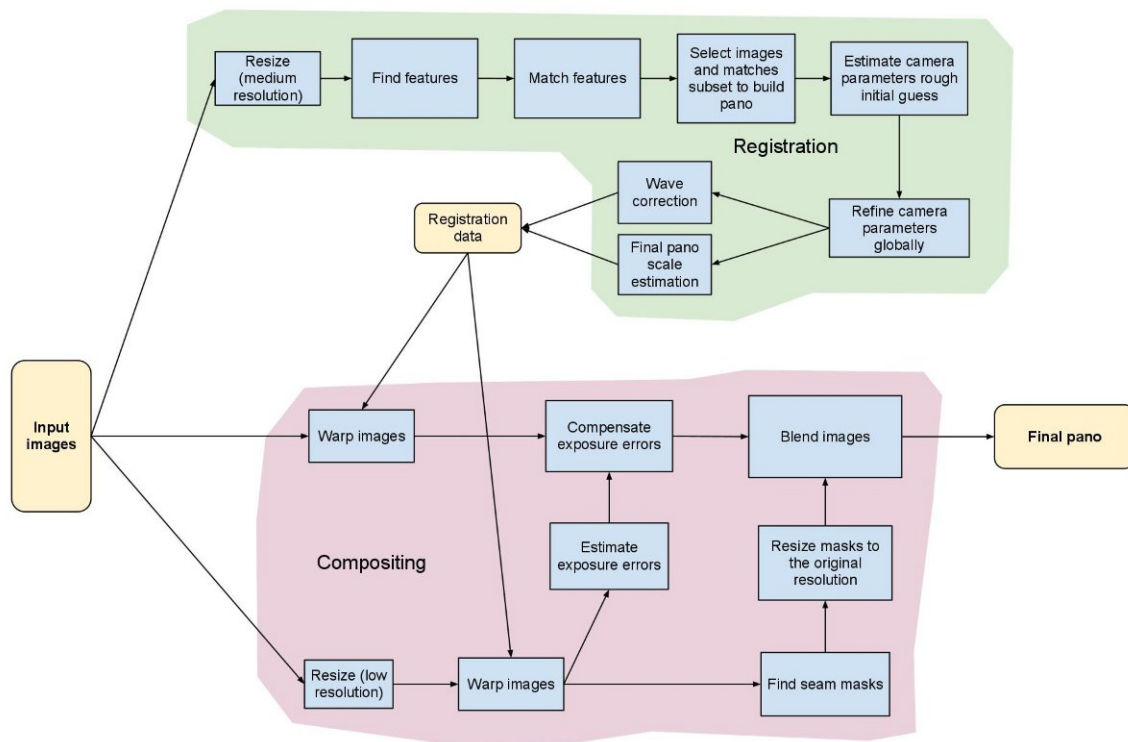 Resize
(medium
resolution)
Find features
Match features
Select images
and matches
subset to build
pano
Estimate camera
parameters rough
initial guess
Registration
Wave
correction
Refine camera
parameters
globally
Registration
data
Final pano
scale
estimation
Input
images
Warp images
Compensate
exposure errors
Blend images
Final pano
Compositing
Estimate
exposure errors
Resize masks to
the original
resolution
Resize (low
resolution)
Warp images
Find seam masks